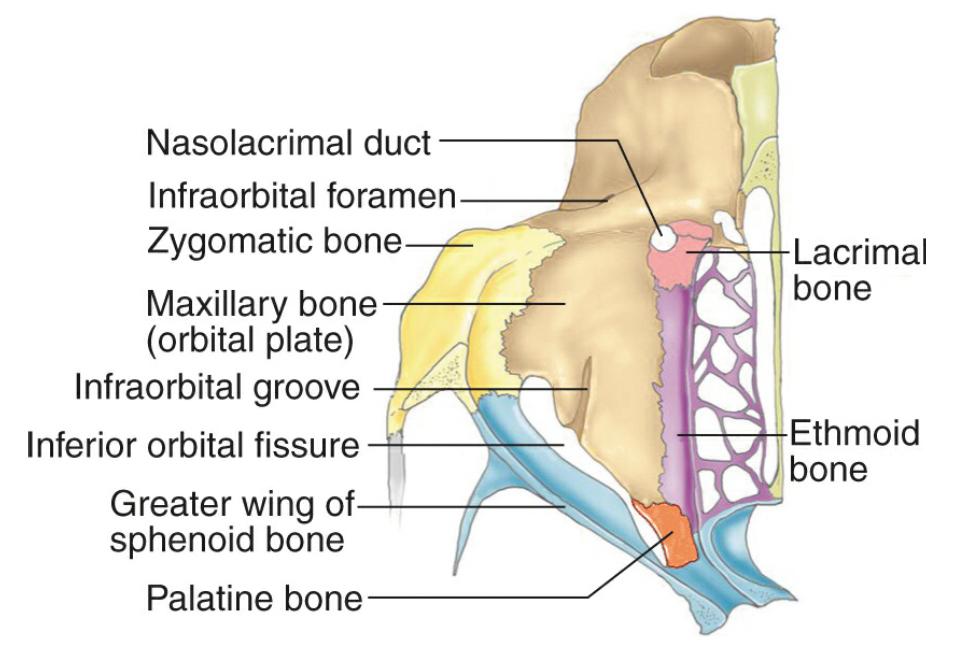 Nasolacrimal duct
Infraorbital foramen
Zygomatic bone
Maxillary bone
(orbital plate)
Infraorbital groove
Inferior orbital fissure
Greater wing of
sphenoid bone
Palatine bone
Lacrimal
bone
Ethmoid
bone